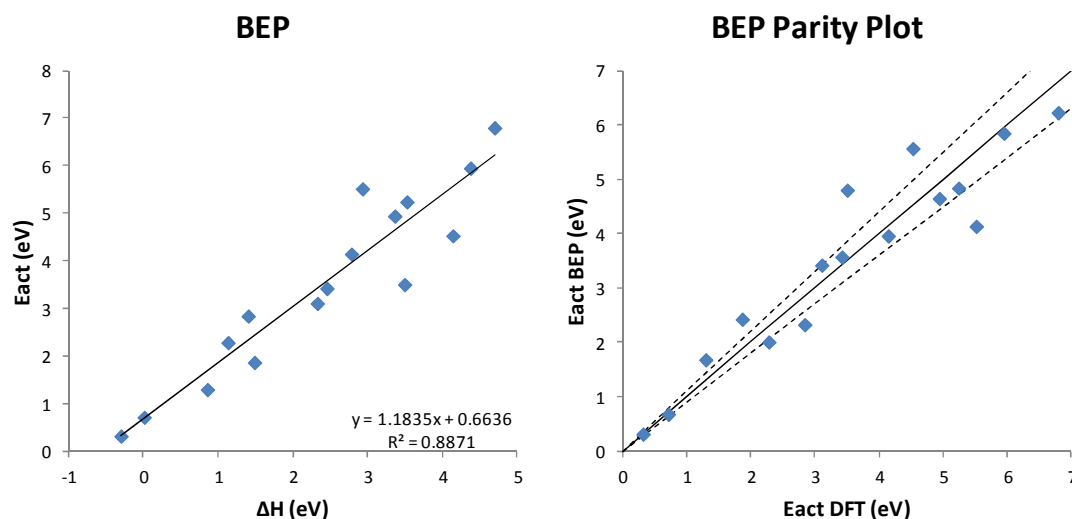 BEP
8
7
6
5
4
3
2
1
0
Eact (eV)
-1 0 1 2 3 4 5
ΔH (eV)
y = 1.1835x + 0.6636
R² = 0.8871
BEP Parity Plot
7
6
5
4
3
2
1
0
Eact BEP (eV)
0 1 2 3 4 5 6 7
Eact DFT (eV)